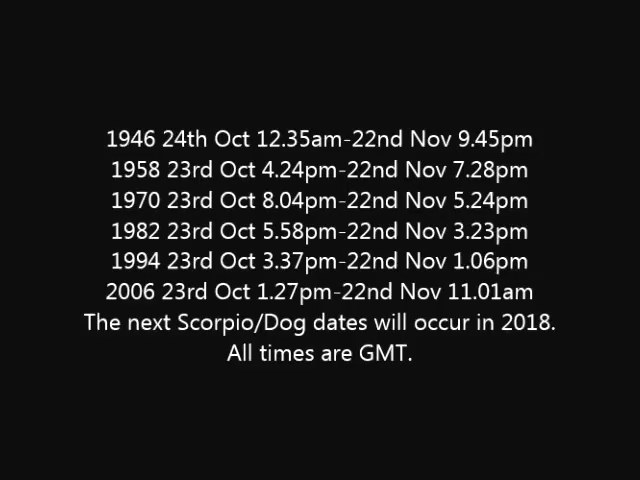 1946 24th Oct 12.35am-22nd Nov 9.45pm
1958 23rd Oct 4.24pm-22nd Nov 7.28pm
1970 23rd Oct 8.04pm-22nd Nov 5.24pm
1982 23rd Oct 5.58pm-22nd Nov 3.23pm
1994 23rd Oct 3.37pm-22nd Nov 1.06pm
2006 23rd Oct 1.27pm-22nd Nov 11.01am
The next Scorpio/Dog dates will occur in 2018.
All times are GMT.